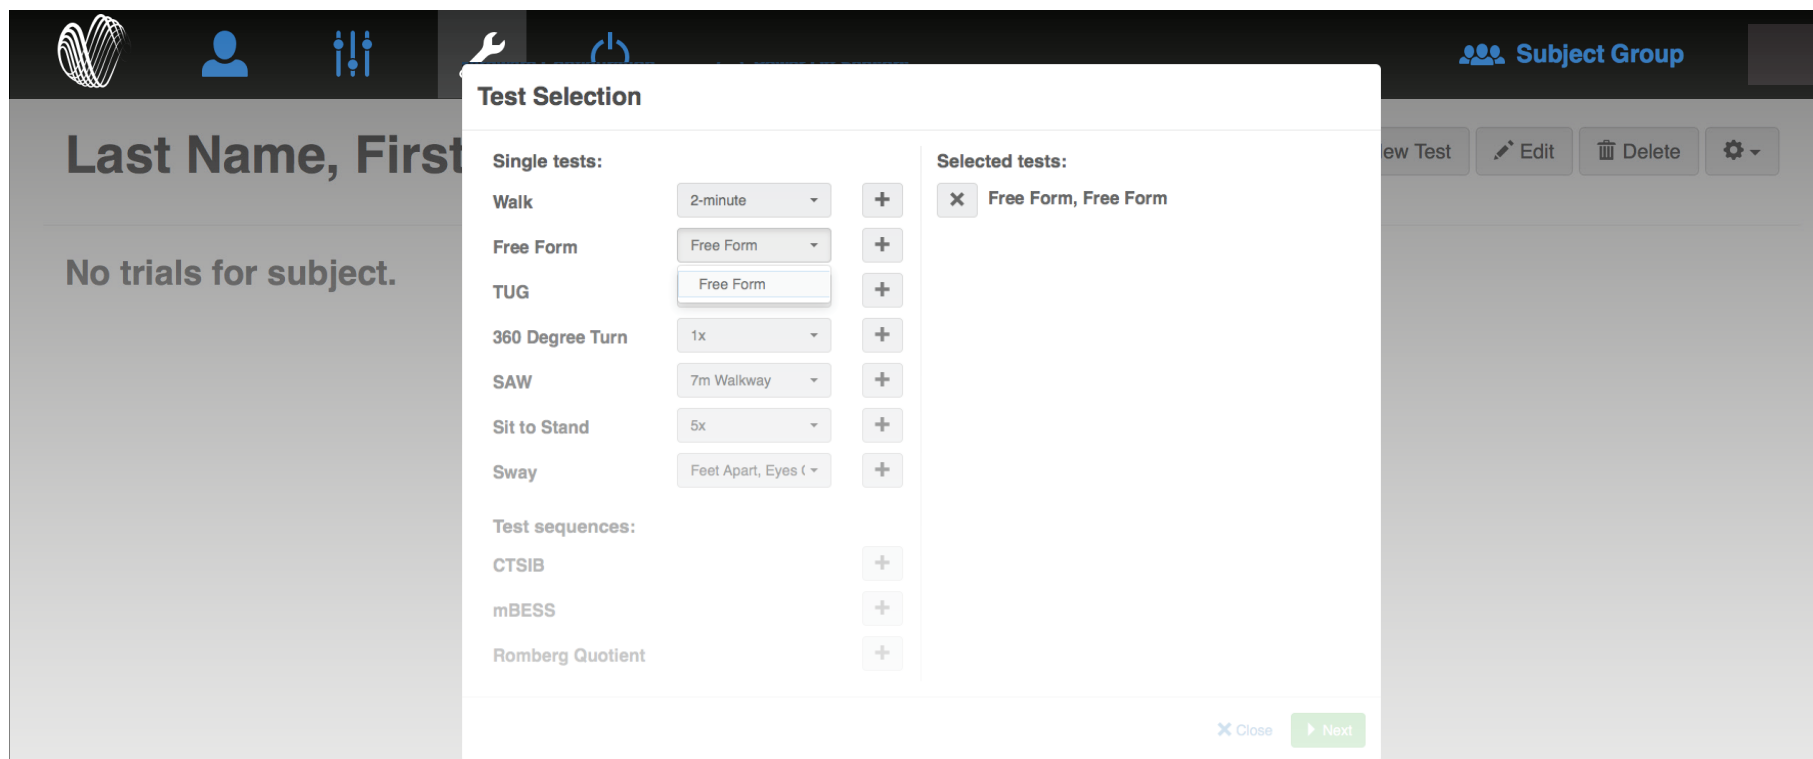 Subject Group
Test Selection
Last Name, First
ew Test
Edit
Delete
Single tests:
Selected tests:
Walk
2-minute
Free Form, Free Form
Free Form
Free Form
Free Form
TUG
360 Degree Turn
1x
SAW
7m Walkway
Sit to Stand
5x
Sway
Feet Apart, Eyes
No trials for subject.
Test sequences:
CTSIB
mBESS
Romberg Quotient
Close
Next